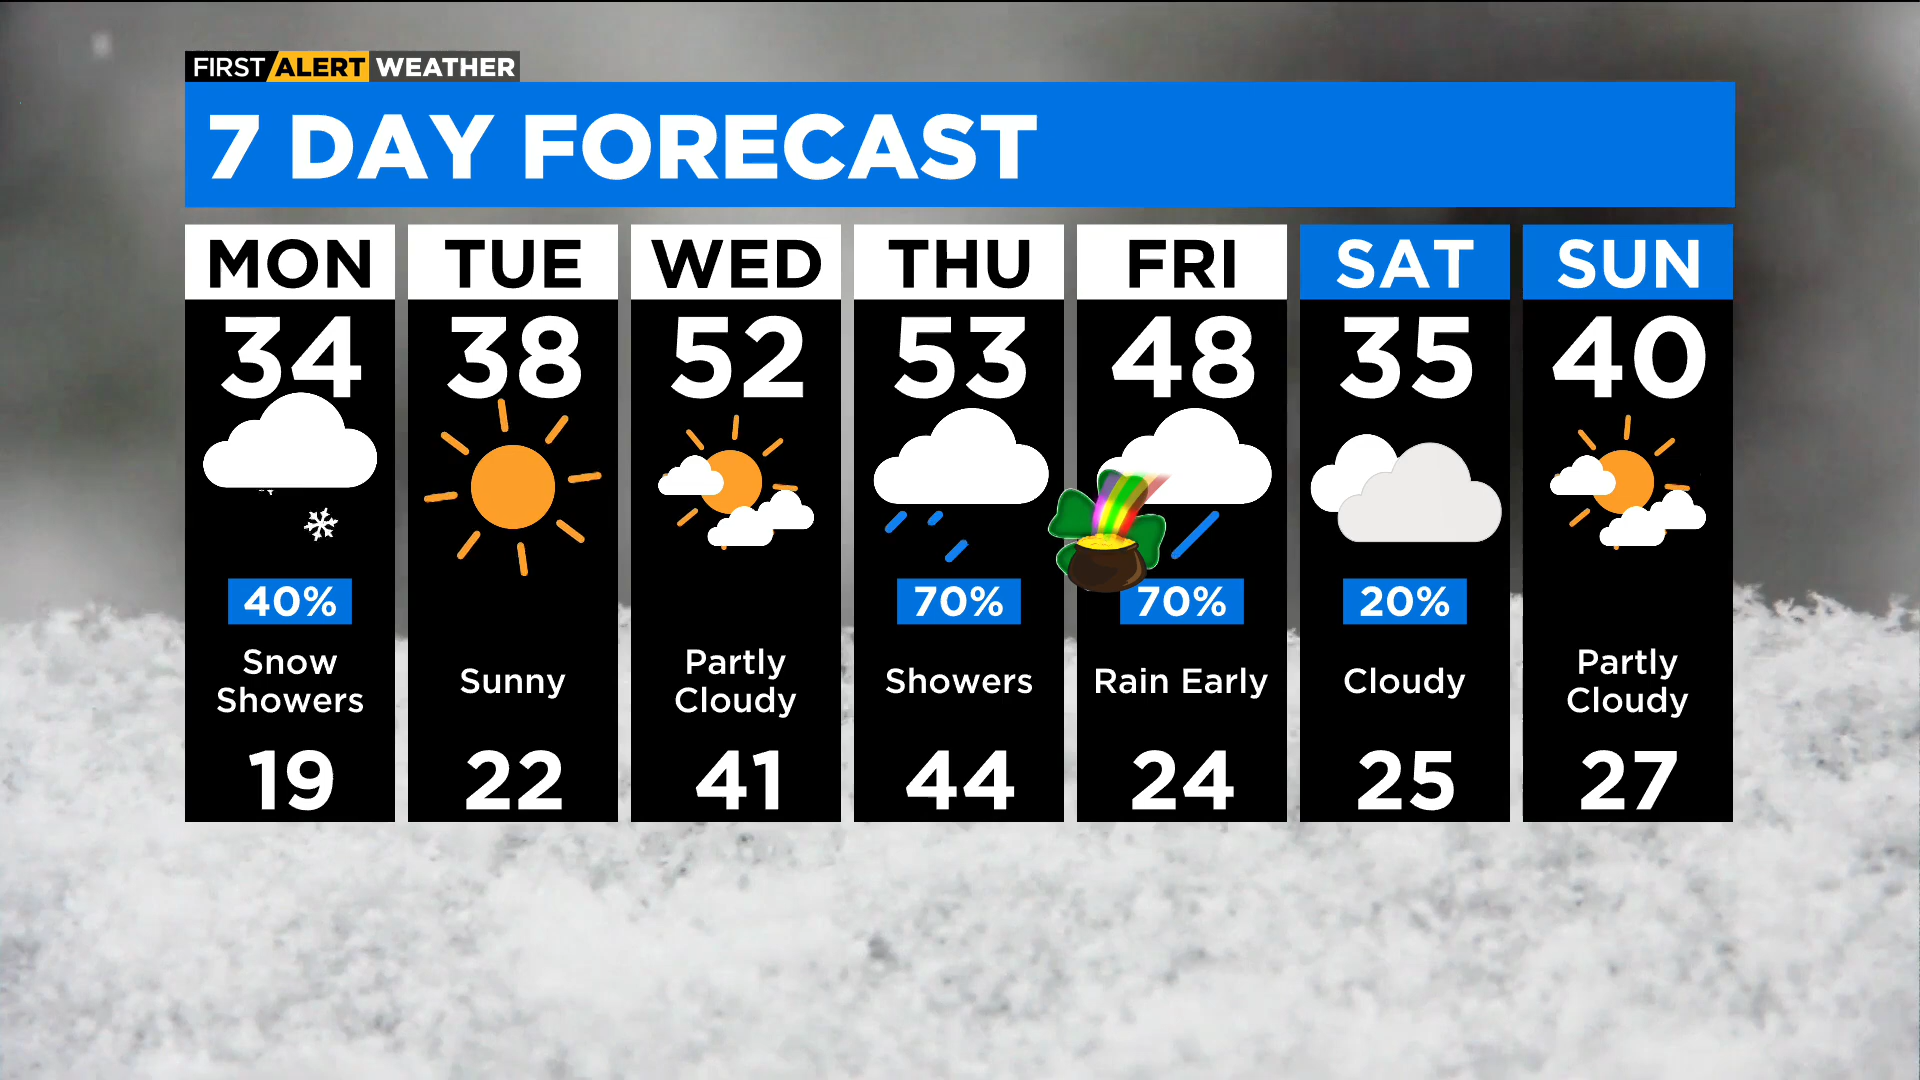 FIRST ALERT WEATHER
7 DAY FORECAST
MON TUE WED THU FRI SAT SUN
34 38 52 53 48 35 40
40% 70% 70% 20%
Snow Showers Sunny Partly Cloudy Showers Rain Early Cloudy Partly Cloudy
19 22 41 44 24 25 27